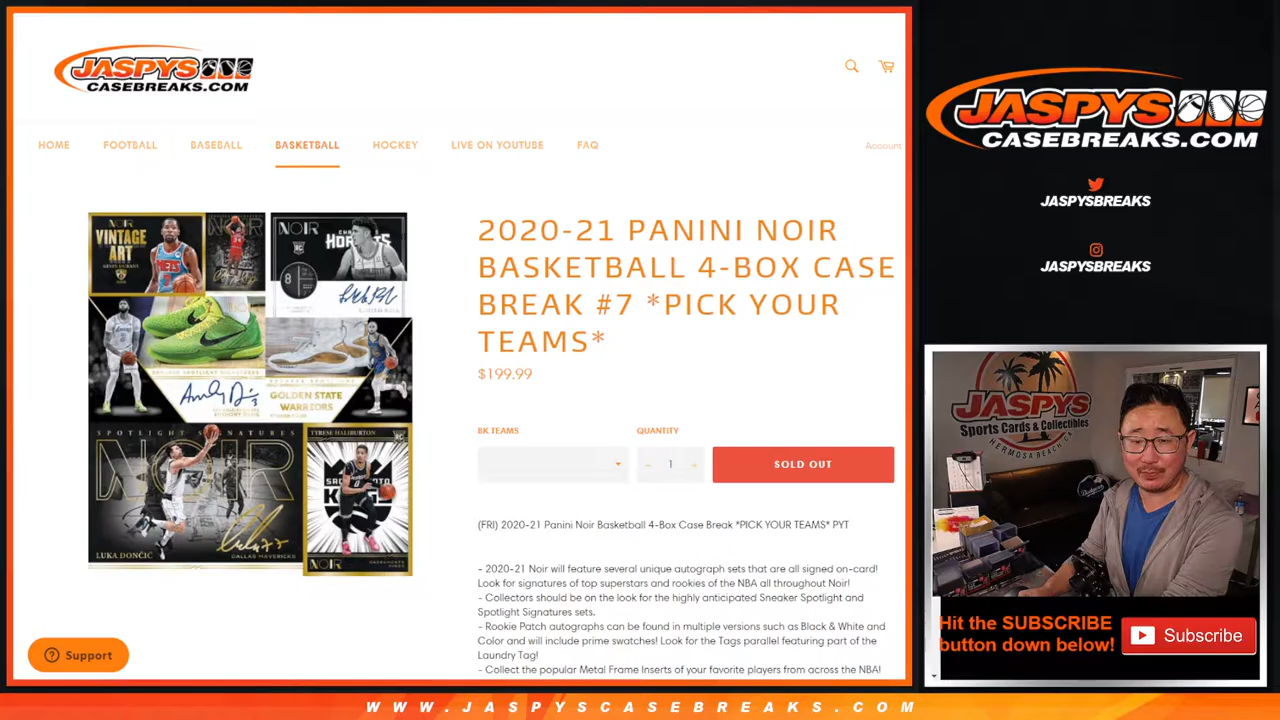 JASPYS
CASEBREAKS.COM
HOME
FOOTBALL
BASEBALL
BASKETBALL
HOCKEY
LIVE ON YOUTUBE
FAQ
Account
NOIR
VINTAGE
ART
NOIR
NOIR
HORNETS
8
GOLDEN STATE
WARRIORS
SPOTLIGHT SIGNATURES
NOIR
LUKA DONČIĆ
DALLAS MAVERICKS
TYRESE HALIBURTON
KINGS
NOIR
2020-21 PANINI NOIR
BASKETBALL 4-BOX CASE
BREAK #7 *PICK YOUR
TEAMS*
$199.99
BK TEAMS
QUANTITY
− 1 +
SOLD OUT
(FRI) 2020-21 Panini Noir Basketball 4-Box Case Break *PICK YOUR TEAMS* PYT
- 2020-21 Noir will feature several unique autograph sets that are all signed on-card!
Look for signatures of top superstars and rookies of the NBA all throughout Noir!
- Collectors should be on the look for the highly anticipated Sneaker Spotlight and
Spotlight Signatures sets.
- Rookie Patch autographs can be found in multiple versions such as Black & White and
Color and will include prime swatches! Look for the Tags parallel featuring part of the
Laundry Tag!
- Collect the popular Metal Frame Inserts of your favorite players from across the NBA!
Support
JASPYS
CASEBREAKS.COM
JASPYSBREAKS
JASPYSBREAKS
JASPYS
Sports Cards & Collectibles
HERMOSA BEACH CA
Dodgers
Hit the SUBSCRIBE
button down below!
Subscribe
WWW.JASPYSCASEBREAKS.COM